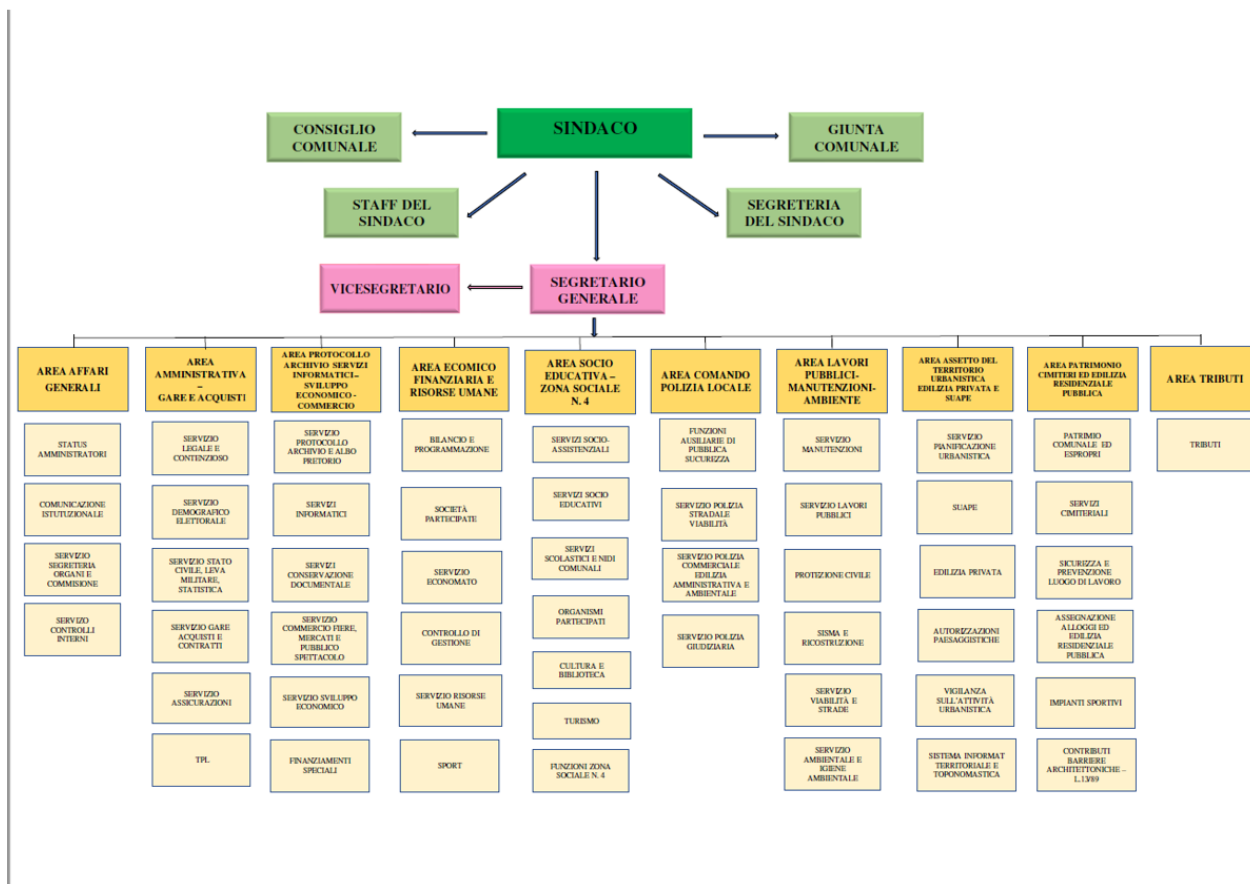 CONSIGLIO
COMUNALE
SINDACO
GIUNTA
COMUNALE
STAFF DEL
SINDACO
SEGRETERIA
DEL SINDACO
VICESEGRETARIO
SEGRETARIO
GENERALE
AREA AFFARI
GENERALI
STATUS
AMMINISTRATORI
COMUNICAZIONE
ISTUTUZIONALE
SERVIZIO
SEGRETERIA
ORGANI E
COMMISIONE
SERVIZO
CONTROLLI
INTERNI
AREA
AMMINISTRATIVA
–
GARE E ACQUISTI
SERVIZIO
LEGALE E
CONTENZIOSO
SERVIZIO
DEMOGRAFICO
ELETTORALE
SERVIZIO STATO
CIVILE, LEVA
MILITARE,
STATISTICA
SERVIZIO GARE
ACQUISTI E
CONTRATTI
SERVIZIO
ASSICURAZIONI
TPL
AREA PROTOCOLLO
ARCHIVIO SERVIZI
INFORMATICI–
SVILUPPO
ECONOMICO -
COMMERCIO
SERVIZIO
PROTOCOLLO
ARCHIVIO E ALBO
PRETORIO
SERVIZI
INFORMATICI
SERVIZI
CONSERVAZIONE
DOCUMENTALE
SERVIZIO
COMMERCIO FIERE,
MERCATI E
PUBBLICO
SPETTACOLO
SERVIZIO SVILUPPO
ECONOMICO
FINANZIAMENTI
SPECIALI
AREA ECOMICO
FINANZIARIA E
RISORSE UMANE
BILANCIO E
PROGRAMMAZIONE
SOCIETÀ
PARTECIPATE
SERVIZIO
ECONOMATO
CONTROLLO DI
GESTIONE
SERVIZIO RISORSE
UMANE
SPORT
AREA SOCIO
EDUCATIVA –
ZONA SOCIALE
N. 4
SERVIZI SOCIO-
ASSISTENZIALI
SERVIZI SOCIO
EDUCATIVI
SERVIZI
SCOLASTICI E NIDI
COMUNALI
ORGANISMI
PARTECIPATI
CULTURA E
BIBLIOTECA
TURISMO
FUNZIONI ZONA
SOCIALE N. 4
AREA COMANDO
POLIZIA LOCALE
FUNZIONI
AUSILIARIE DI
PUBBLICA
SUCUREZZA
SERVIZIO POLIZIA
STRADALE
VIABILITÀ
SERVIZIO POLIZIA
COMMERCIALE
EDILIZIA
AMMINISTRATIVA E
AMBIENTALE
SERVIZIO POLIZIA
GIUDIZIARIA
AREA LAVORI
PUBBLICI-
MANUTENZIONI-
AMBIENTE
SERVIZIO
MANUTENZIONI
SERVIZIO LAVORI
PUBBLICI
PROTEZIONE CIVILE
SISMA E
RICOSTRUZIONE
SERVIZIO
VIABILITÀ E
STRADE
SERVIZIO
AMBIENTALE E
IGIENE
AMBIENTALE
AREA ASSETTO DEL
TERRITORIO
URBANISTICA
EDILIZIA PRIVATA E
SUAPE
SERVIZIO
PIANIFICAZIONE
URBANISTICA
SUAPE
EDILIZIA PRIVATA
AUTORIZZAZIONI
PAESAGGISTICHE
VIGILANZA
SULL'ATTIVITÀ
URBANISTICA
SISTEMA INFORMAT
TERRITORIALE E
TOPONOMASTICA
AREA PATRIMONIO
CIMITERI ED EDILIZIA
RESIDENZIALE
PUBBLICA
PATRIMIO
COMUNALE ED
ESPROPRI
SERVIZI
CIMITERIALI
SICUREZZA E
PREVENZIONE
LUOGO DI LAVORO
ASSEGNAZIONE
ALLOGGI ED
EDILIZIA
RESIDENZIALE
PUBBLICA
IMPIANTI SPORTIVI
CONTRIBUTI
BARRIERE
ARCHITETTONICHE –
L.13/89
AREA TRIBUTI
TRIBUTI